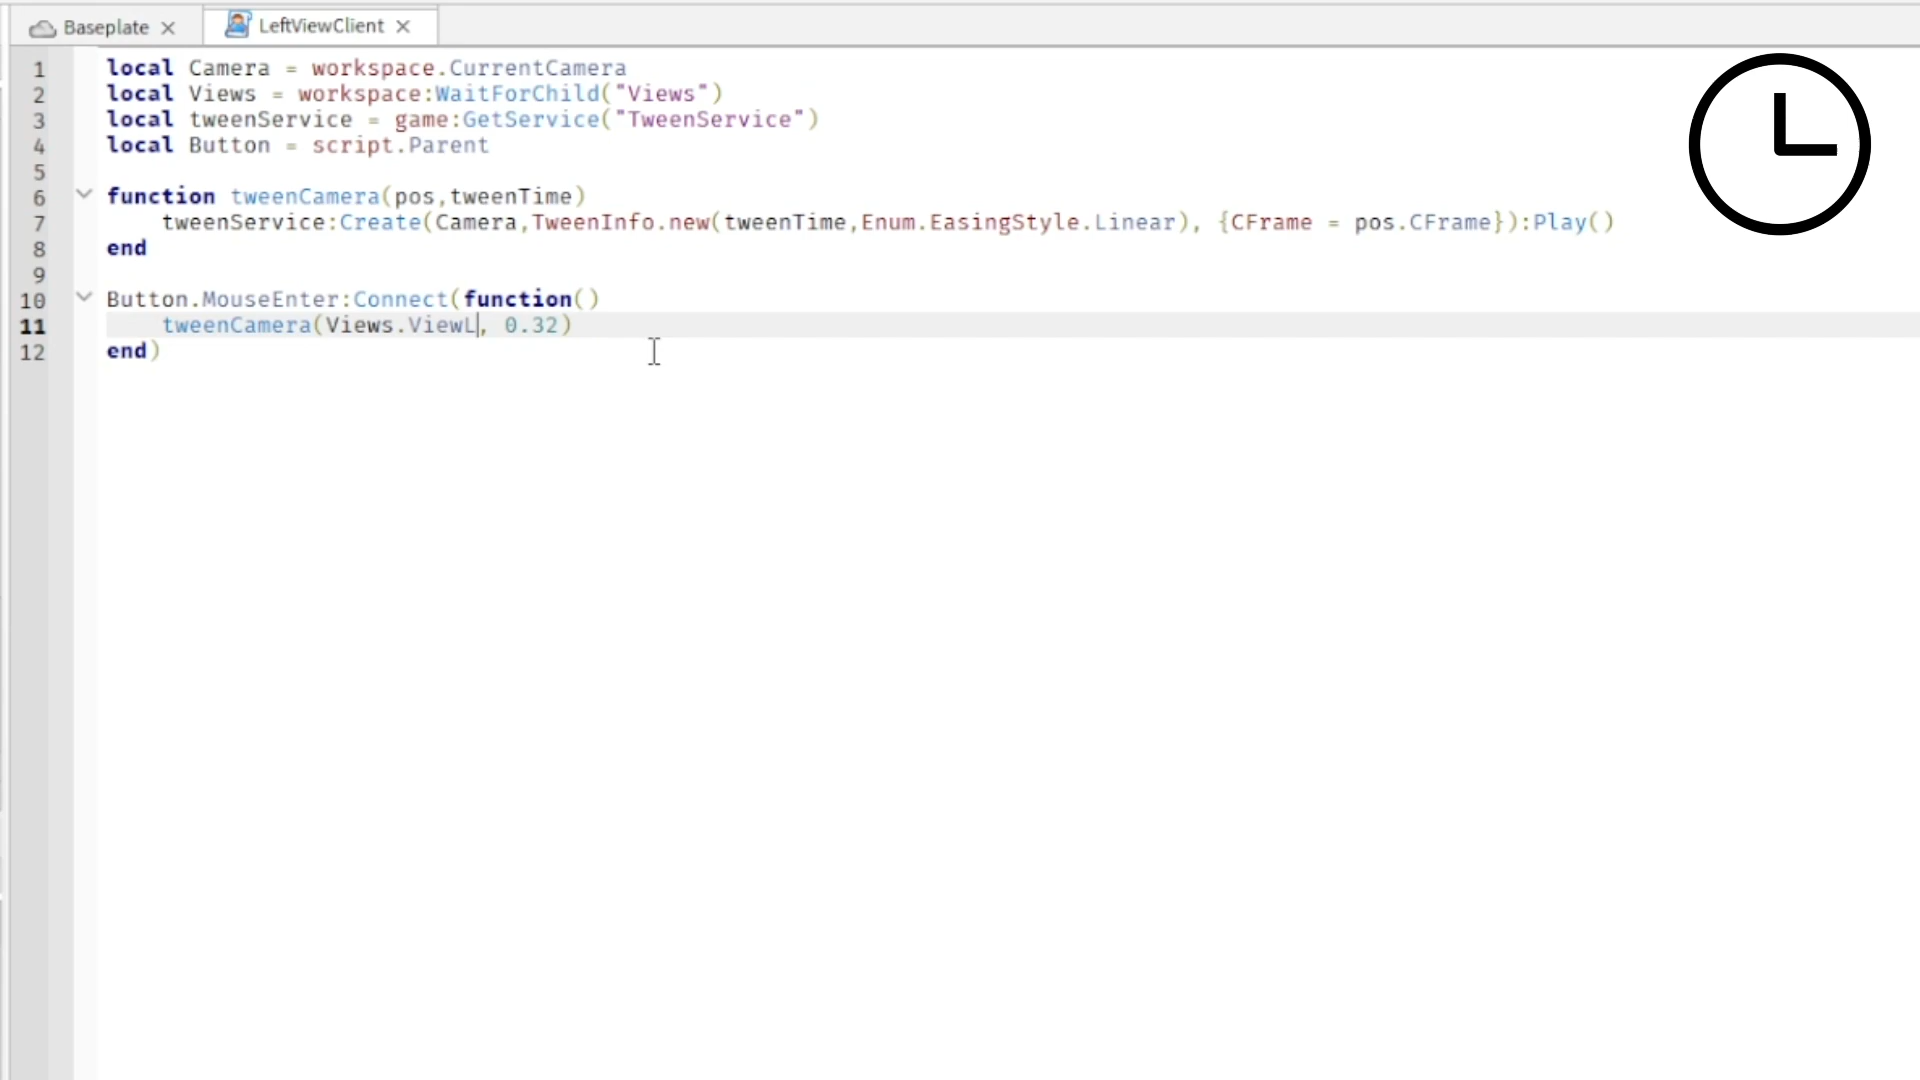 Baseplate
LeftViewClient
1 local Camera = workspace.CurrentCamera
2 local Views = workspace:WaitForChild("Views")
3 local tweenService = game:GetService("TweenService")
4 local Button = script.Parent
5
6 function tweenCamera(pos,tweenTime)
7 tweenService:Create(Camera,TweenInfo.new(tweenTime,Enum.EasingStyle.Linear), {CFrame = pos.CFrame}):Play()
8 end
9
10 Button.MouseEnter:Connect(function()
11 tweenCamera(Views.ViewL, 0.32)
12 end)